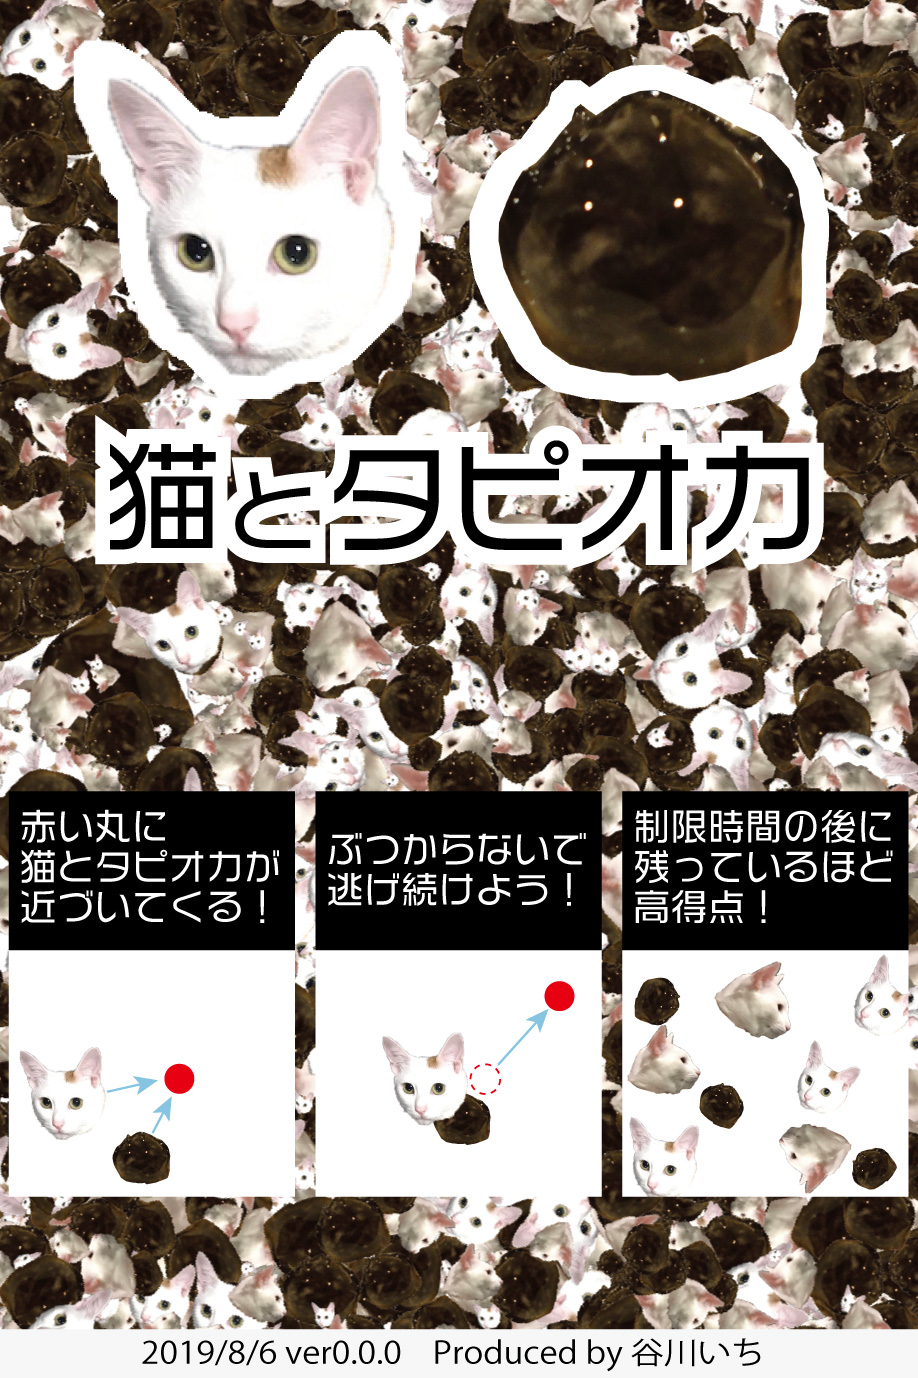 猫とタピオカ
赤い丸に
猫とタピオカが
近づいてくる！
ぶつからないで
逃げ続けよう！
制限時間の後に
残っているほど
高得点！
2019/8/6 ver0.0.0 Produced by 谷川いち